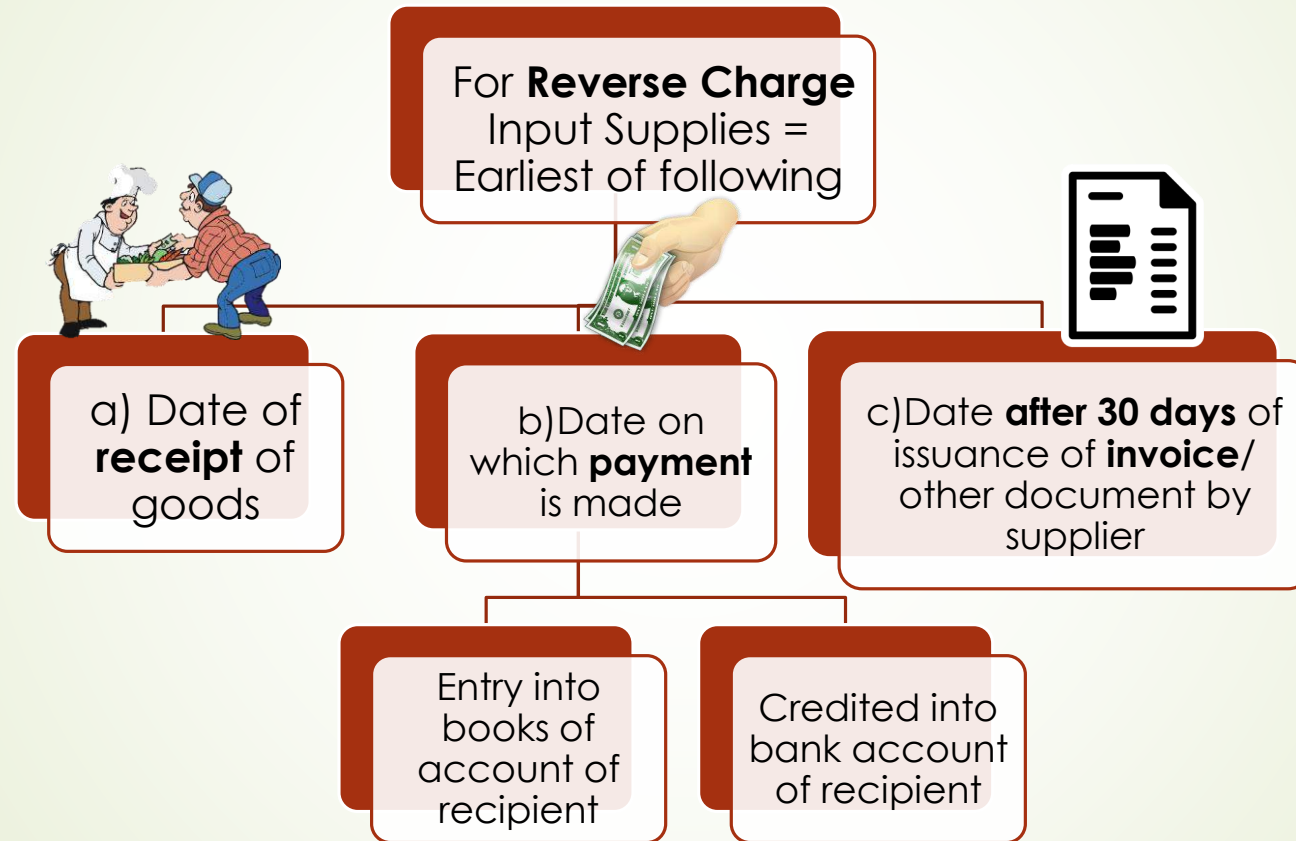 For Reverse Charge
Input Supplies =
Earliest of following
a) Date of
receipt of
goods
b)Date on
which payment
is made
c)Date after 30 days of
issuance of invoice/
other document by
supplier
Entry into
books of
account of
recipient
Credited into
bank account
of recipient